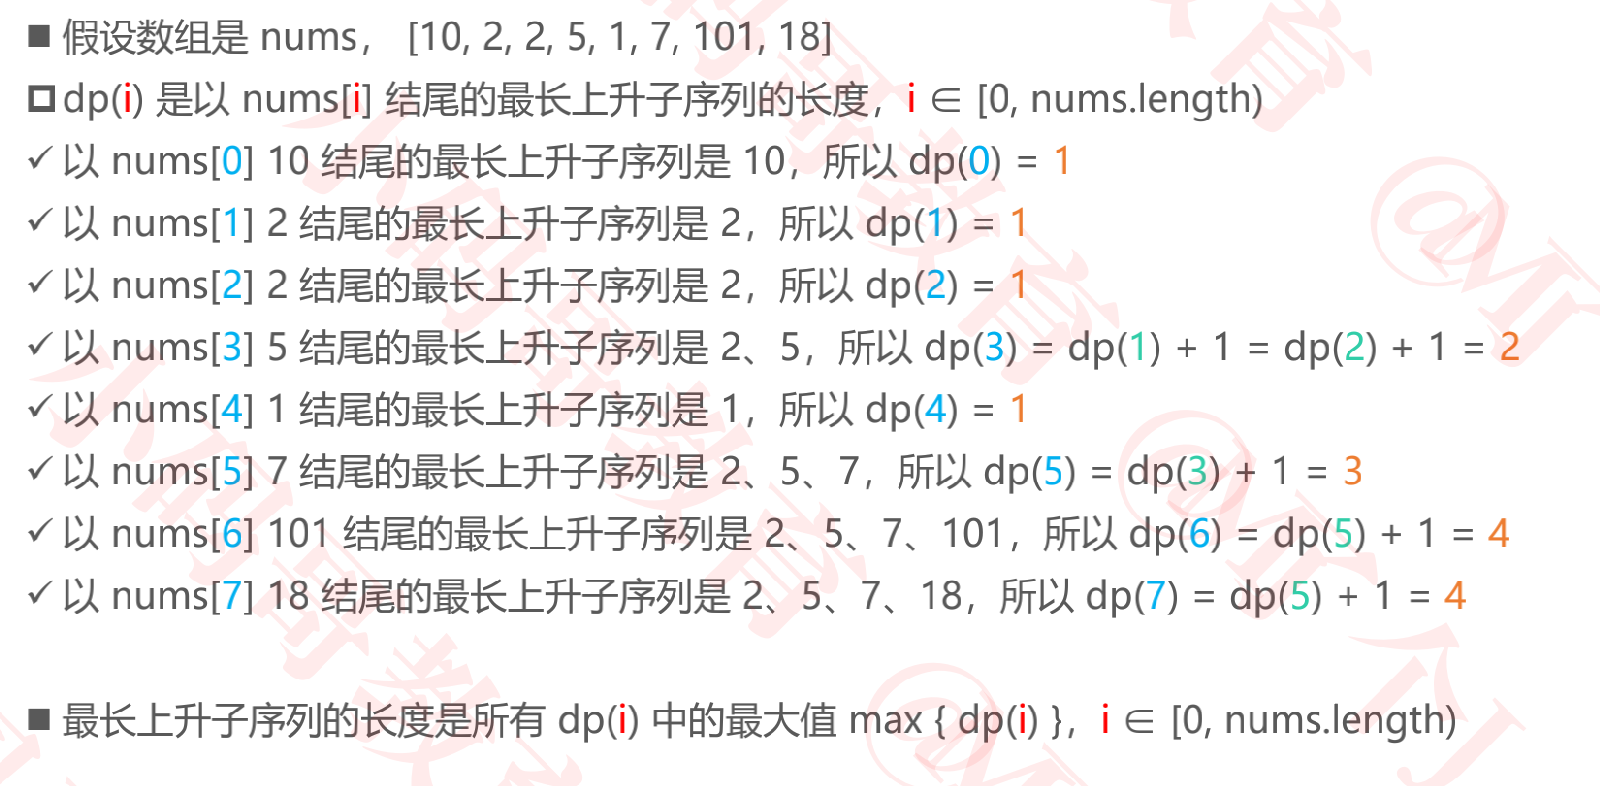 ■ 假设数组是 nums， [10, 2, 2, 5, 1, 7, 101, 18]
dp(i) 是以 nums[i] 结尾的最长上升子序列的长度，i ∈ [0, nums.length)
✓ 以 nums[0] 10 结尾的最长上升子序列是 10，所以 dp(0) = 1
✓ 以 nums[1] 2 结尾的最长上升子序列是 2，所以 dp(1) = 1
✓ 以 nums[2] 2 结尾的最长上升子序列是 2，所以 dp(2) = 1
✓ 以 nums[3] 5 结尾的最长上升子序列是 2、5，所以 dp(3) = dp(1) + 1 = dp(2) + 1 = 2
✓ 以 nums[4] 1 结尾的最长上升子序列是 1，所以 dp(4) = 1
✓ 以 nums[5] 7 结尾的最长上升子序列是 2、5、7，所以 dp(5) = dp(3) + 1 = 3
✓ 以 nums[6] 101 结尾的最长上升子序列是 2、5、7、101，所以 dp(6) = dp(5) + 1 = 4
✓ 以 nums[7] 18 结尾的最长上升子序列是 2、5、7、18，所以 dp(7) = dp(5) + 1 = 4
■ 最长上升子序列的长度是所有 dp(i) 中的最大值 max { dp(i) }，i ∈ [0, nums.length)
小码哥教育 @M
小码哥教育 @M